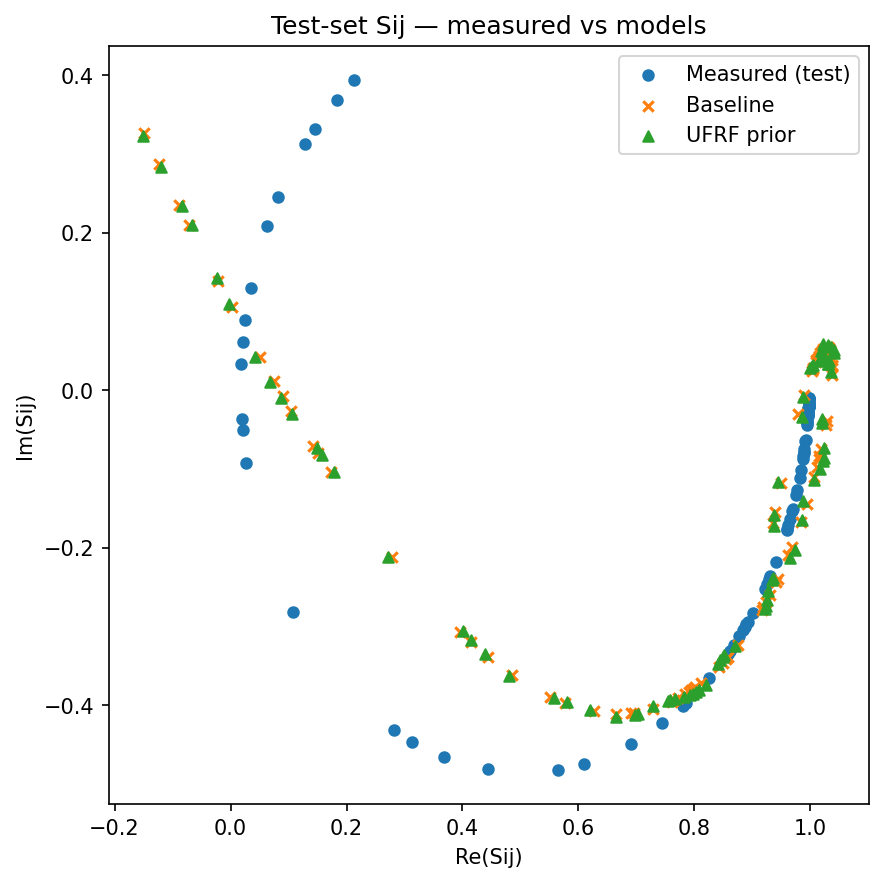 Test-set Sij — measured vs models
Measured (test)
Baseline
UFRF prior
0.4
0.2
0.0
−0.2
−0.4
Im(Sij)
−0.2
0.0
0.2
0.4
0.6
0.8
1.0
Re(Sij)